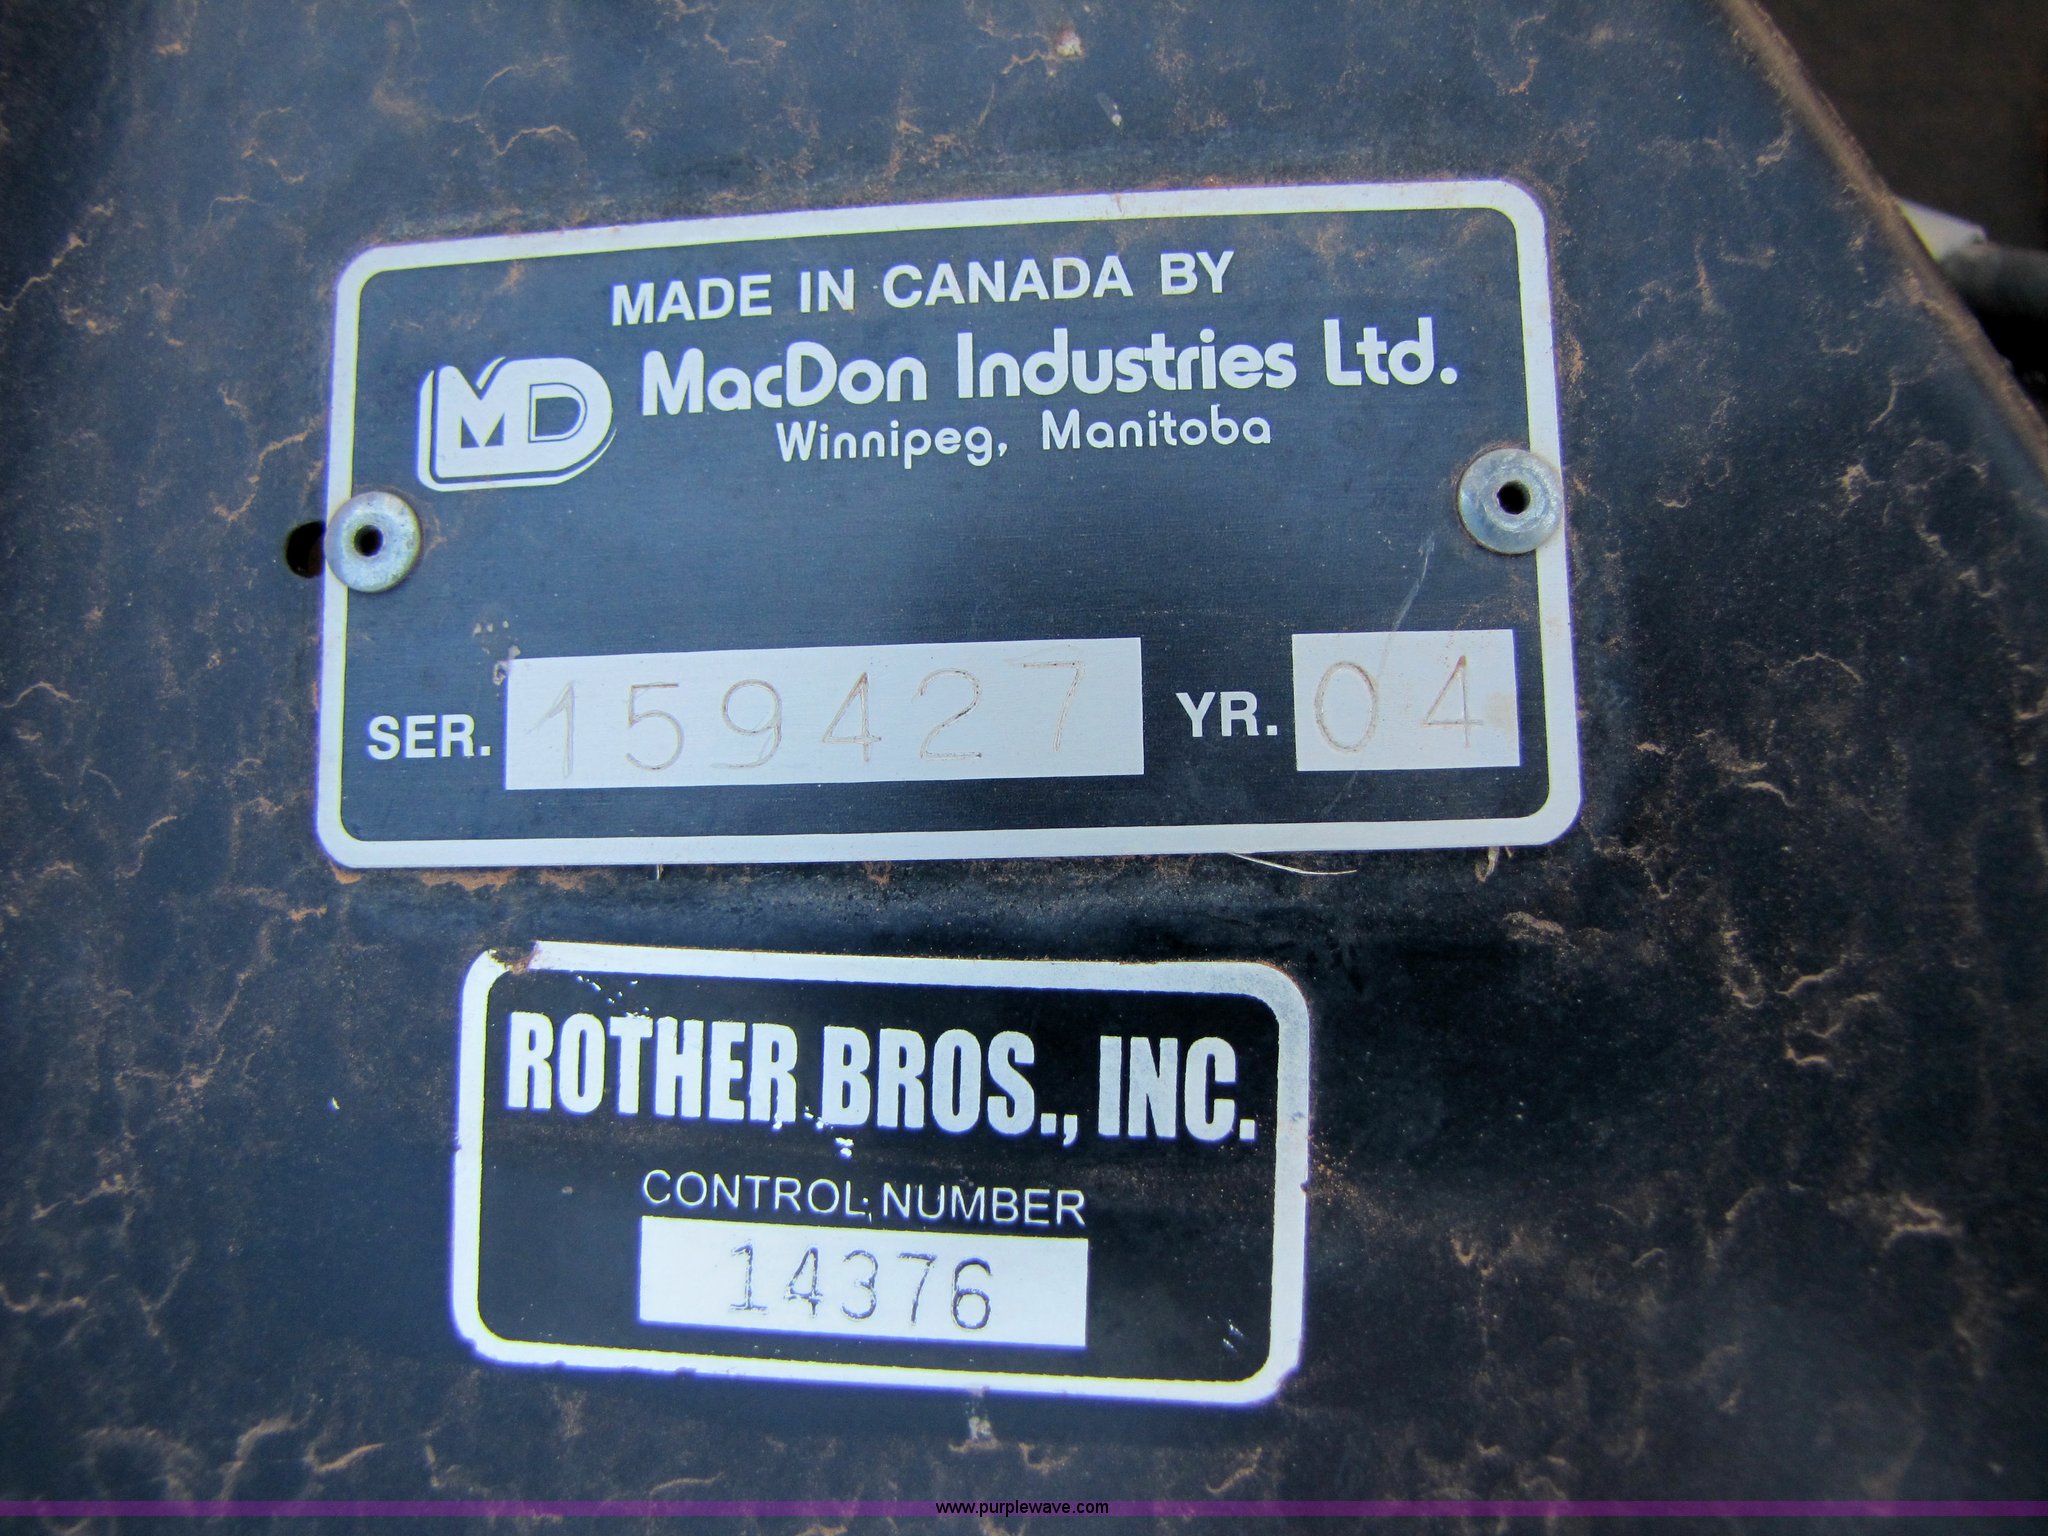 MADE IN CANADA BY
MD
MacDon Industries Ltd.
Winnipeg, Manitoba
SER. 159427 YR. 04
ROTHER BROS., INC.
CONTROL NUMBER
14376
www.purplewave.com